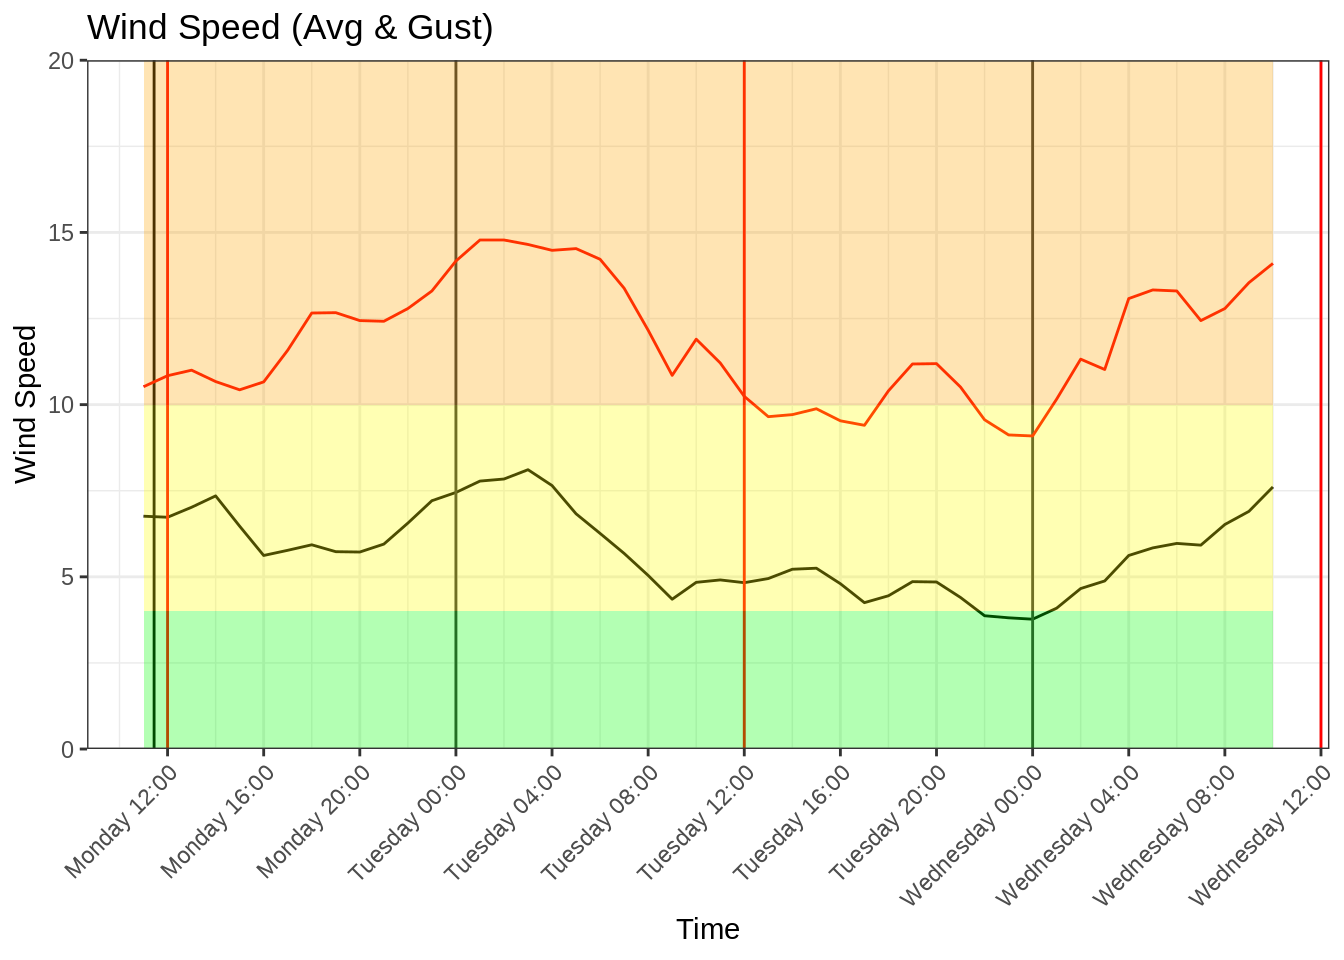 Wind Speed (Avg & Gust)
20
15
10
5
0
Wind Speed
Monday 12:00
Monday 16:00
Monday 20:00
Tuesday 00:00
Tuesday 04:00
Tuesday 08:00
Tuesday 12:00
Tuesday 16:00
Tuesday 20:00
Wednesday 00:00
Wednesday 04:00
Wednesday 08:00
Wednesday 12:00
Time